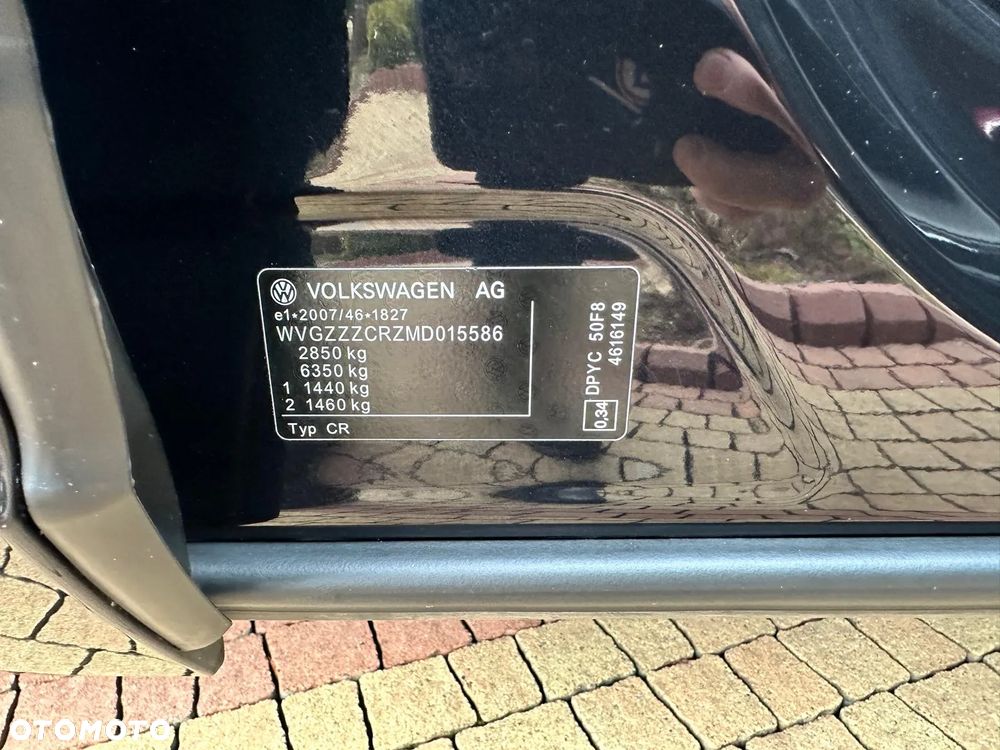 VOLKSWAGEN AG
e1*2007/46*1827
WVGZZZCRZMD015586
2850 kg
6350 kg
1 1440 kg
2 1460 kg
Typ CR
0,34 DPYC 50F8
4616149
OTOMOTO